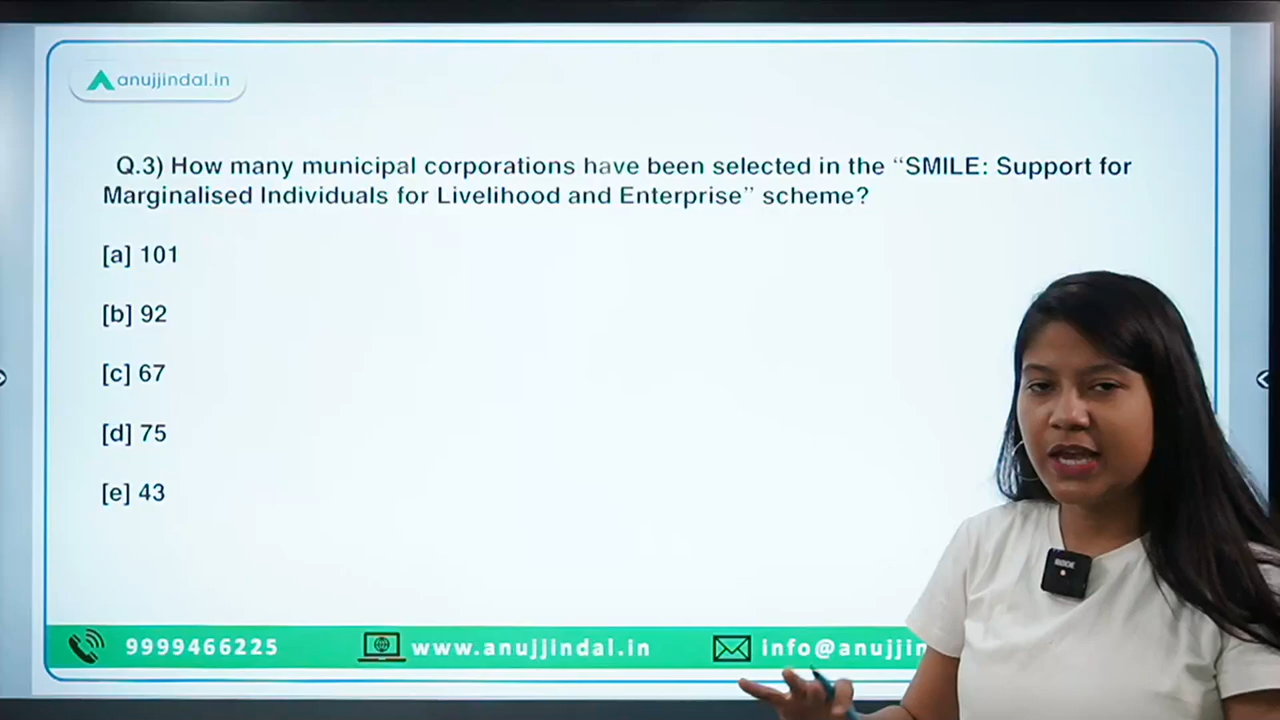 anujjindal.in
Q.3) How many municipal corporations have been selected in the “SMILE: Support for
Marginalised Individuals for Livelihood and Enterprise” scheme?
[a] 101
[b] 92
[c] 67
[d] 75
[e] 43
9999466225 www.anujjindal.in info@anujjin